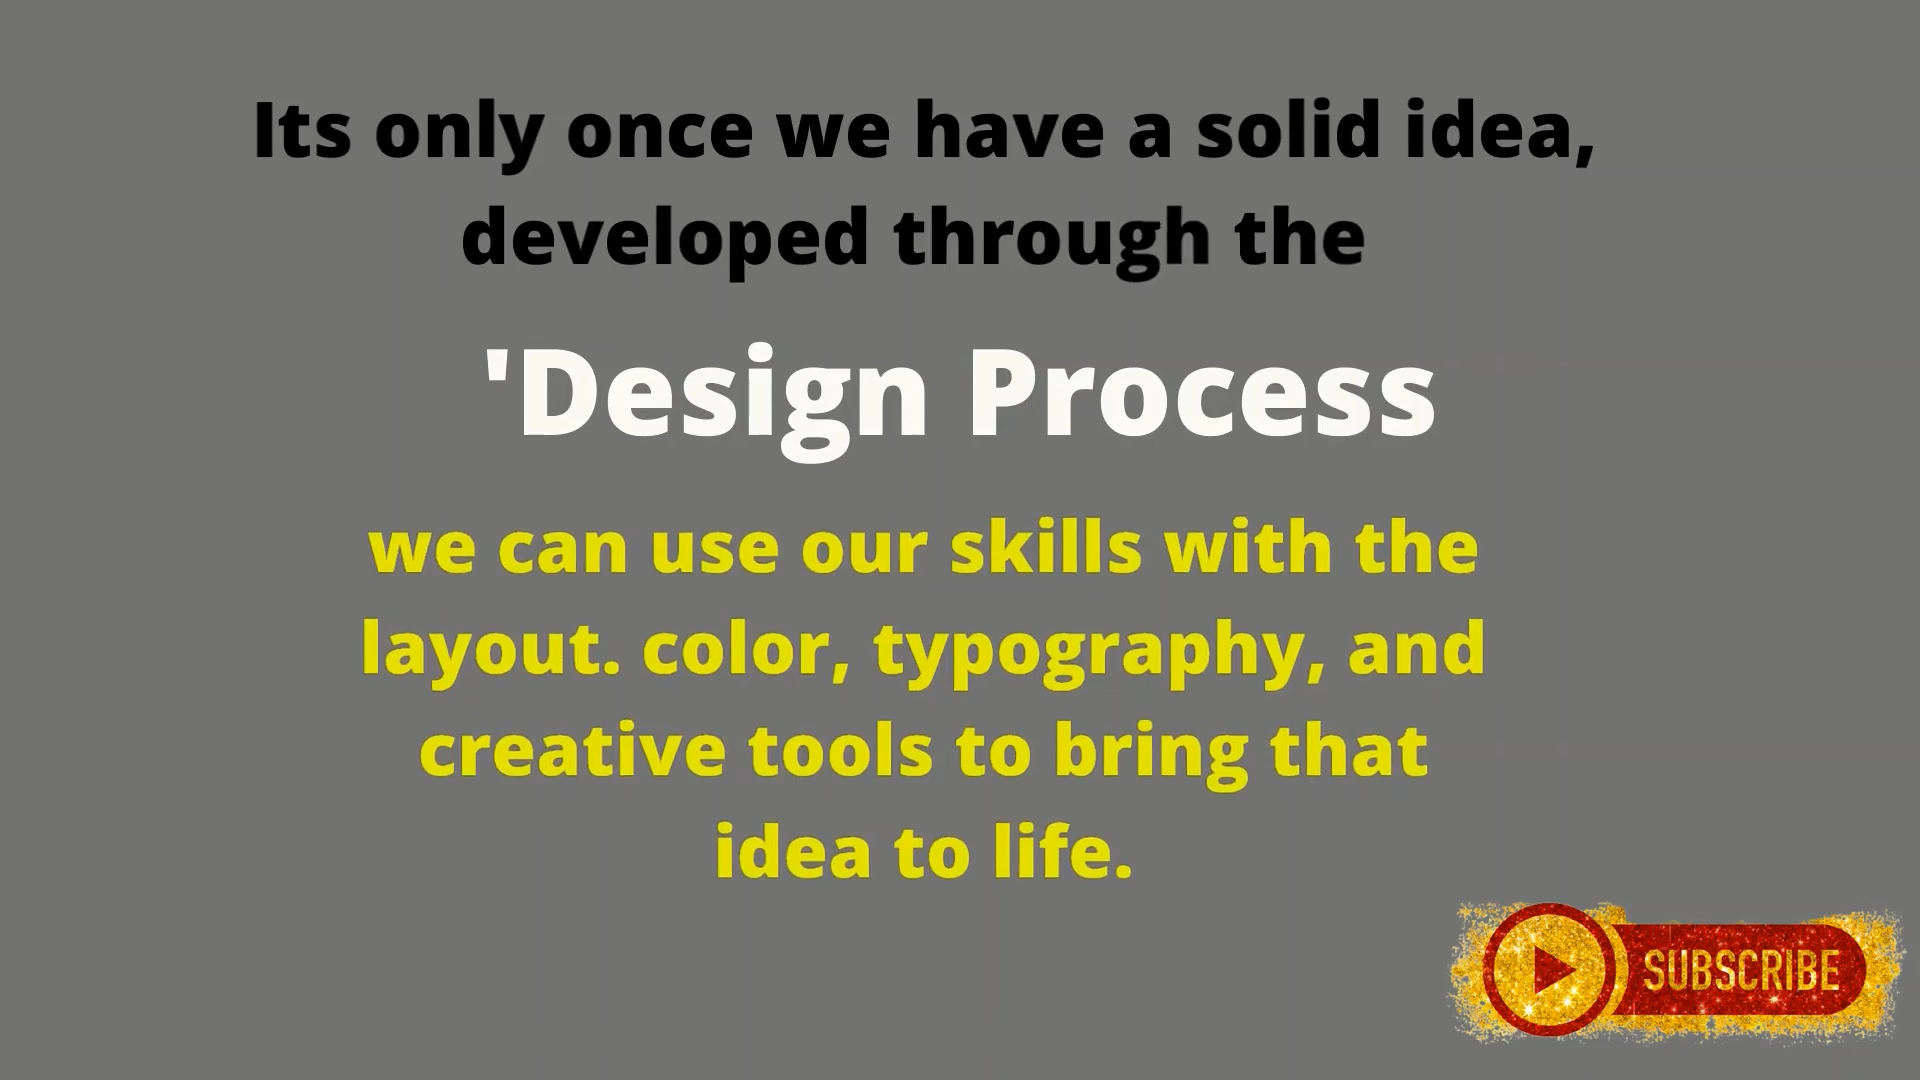 Its only once we have a solid idea,
developed through the
'Design Process
we can use our skills with the
layout. color, typography, and
creative tools to bring that
idea to life.
SUBSCRIBE